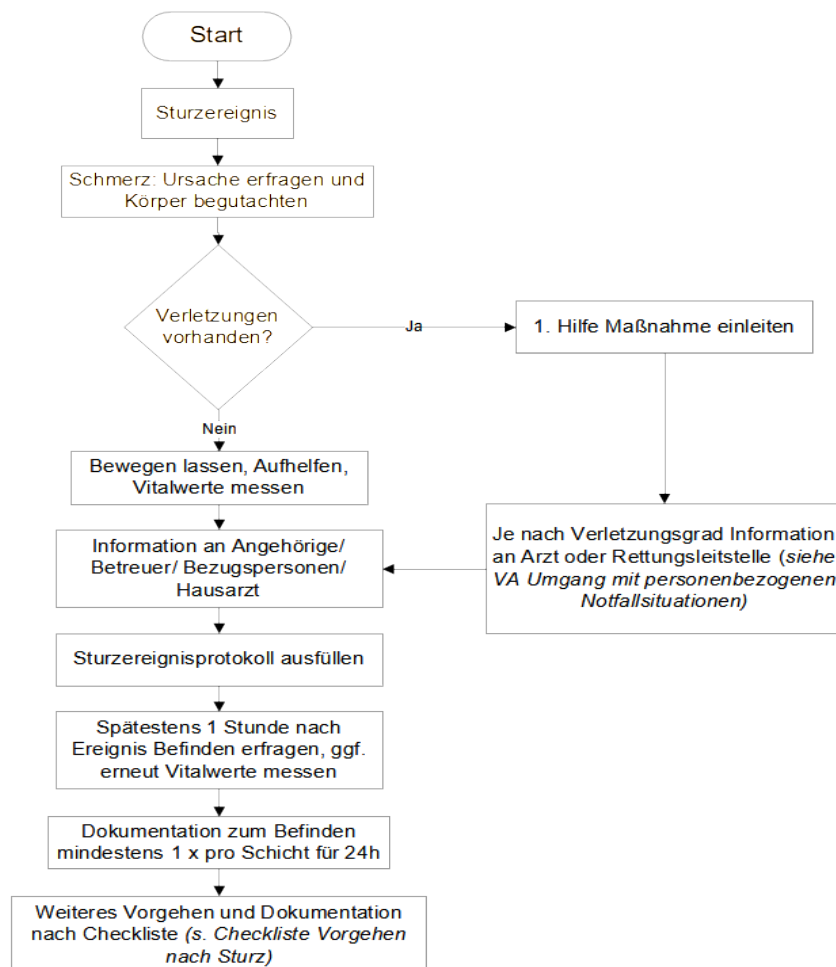 Start
Sturzereignis
Schmerz: Ursache erfragen und
Körper begutachten
Verletzungen
vorhanden?
Ja
1. Hilfe Maßnahme einleiten
Nein
Bewegen lassen, Aufhelfen,
Vitalwerte messen
Je nach Verletzungsgrad Information
an Arzt oder Rettungsleitstelle (siehe
VA Umgang mit personenbezogenen
Notfallsituationen)
Information an Angehörige/
Betreuer/ Bezugspersonen/
Hausarzt
Sturzereignisprotokoll ausfüllen
Spätestens 1 Stunde nach
Ereignis Befinden erfragen, ggf.
erneut Vitalwerte messen
Dokumentation zum Befinden
mindestens 1 x pro Schicht für 24h
Weiteres Vorgehen und Dokumentation
nach Checkliste (s. Checkliste Vorgehen
nach Sturz)